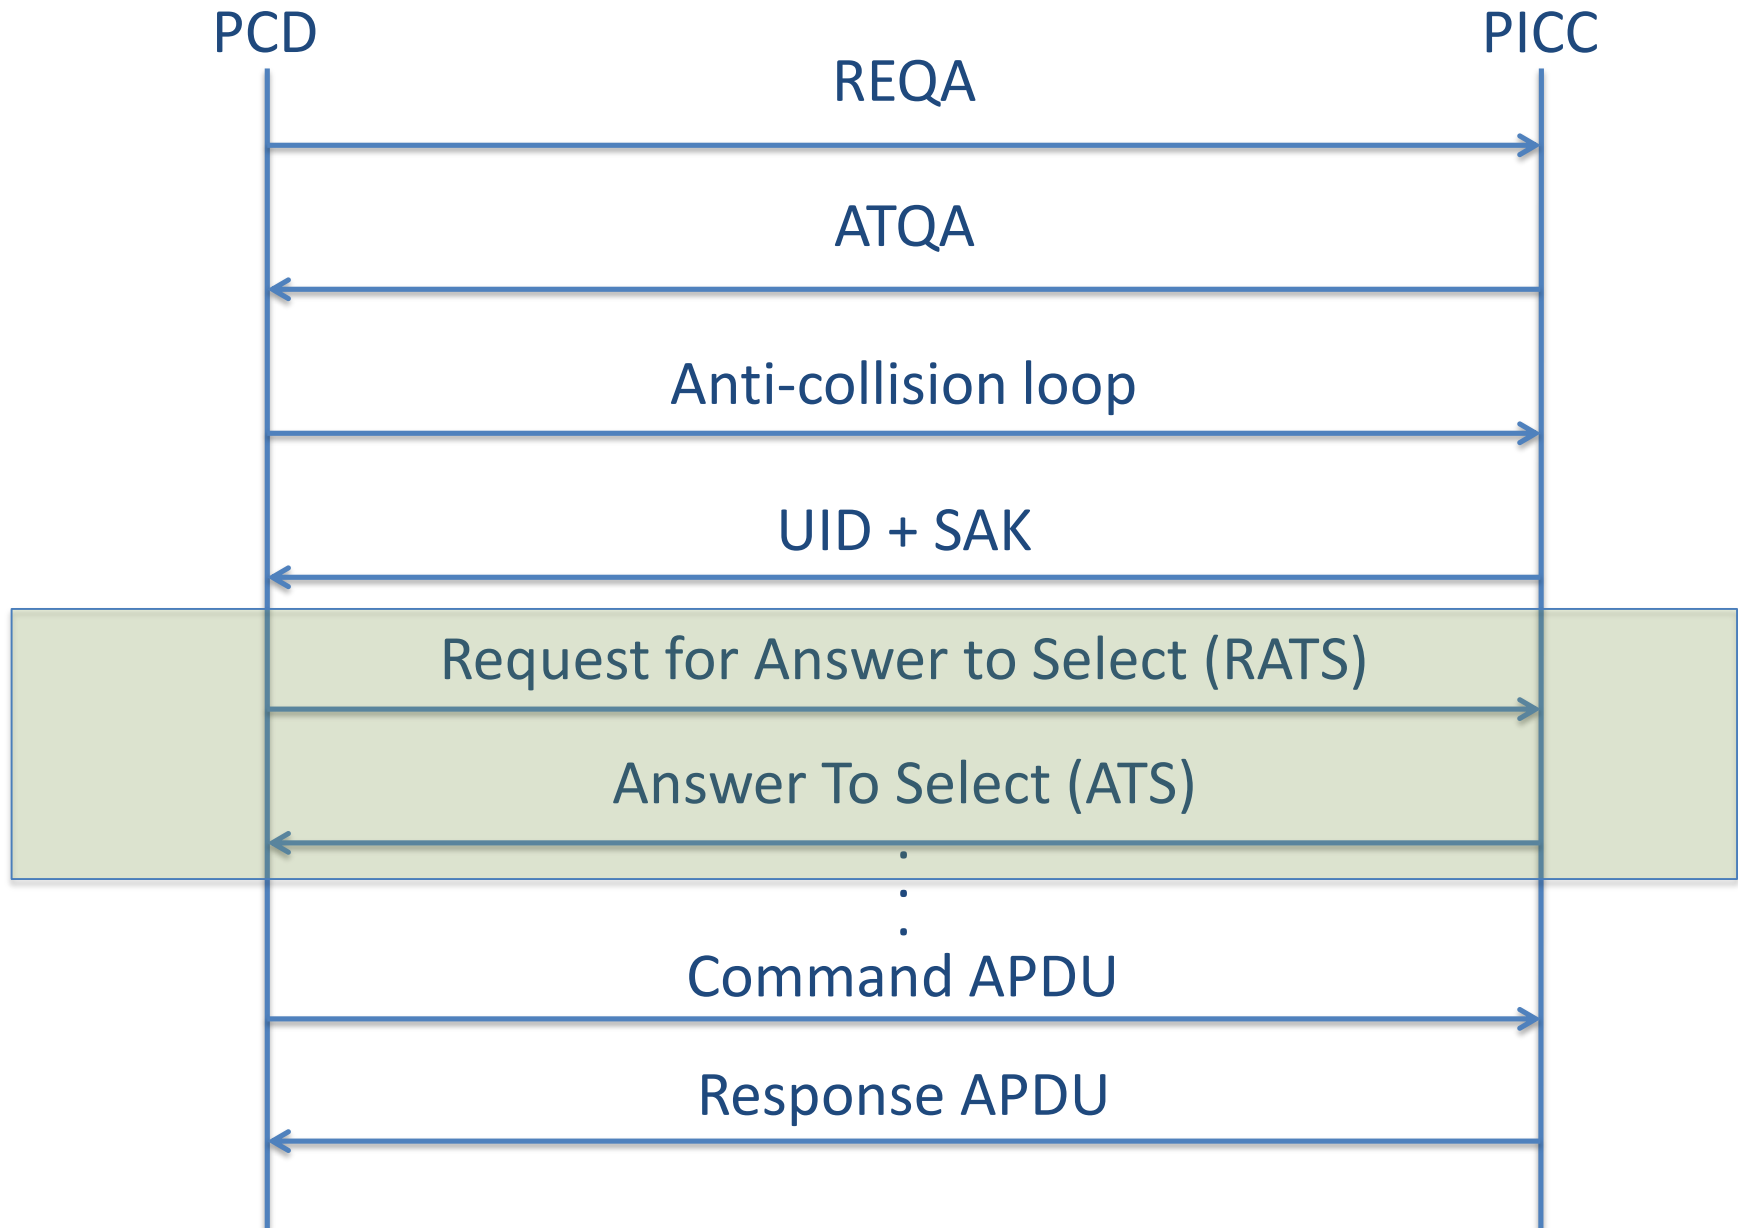 PCD
PICC
REQA
ATQA
Anti-collision loop
UID + SAK
Request for Answer to Select (RATS)
Answer To Select (ATS)
.
.
.
Command APDU
Response APDU